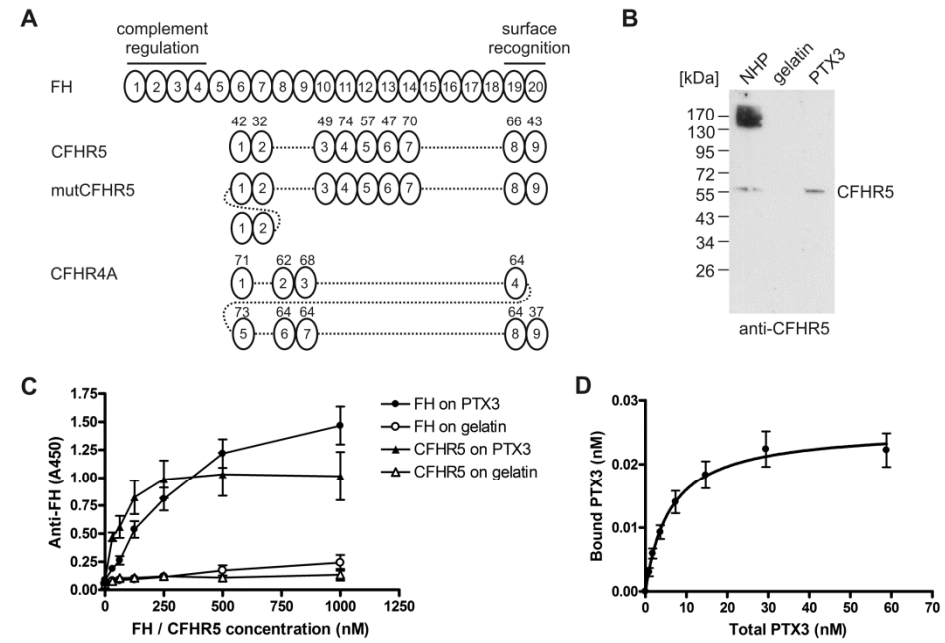 A
complement regulation
surface recognition
FH
1 2 3 4 5 6 7 8 9 10 11 12 13 14 15 16 17 18 19 20
42 32 49 74 57 47 70 66 43
CFHR5
1 2 3 4 5 6 7 8 9
mutCFHR5
1 2 3 4 5 6 7 8 9
1 2
71 62 68 64
CFHR4A
1 2 3 4
73 64 64 64 37
5 6 7 8 9
B
[kDa]
NHP gelatin PTX3
170
130
95
72
55
43
34
26
CFHR5
anti-CFHR5
C
Anti-FH (A450)
1.75
1.50
1.25
1.00
0.75
0.50
0.25
0.00
0 250 500 750 1000 1250
FH / CFHR5 concentration (nM)
FH on PTX3
FH on gelatin
CFHR5 on PTX3
CFHR5 on gelatin
D
Bound PTX3 (nM)
0.03
0.02
0.01
0.00
0 10 20 30 40 50 60 70
Total PTX3 (nM)